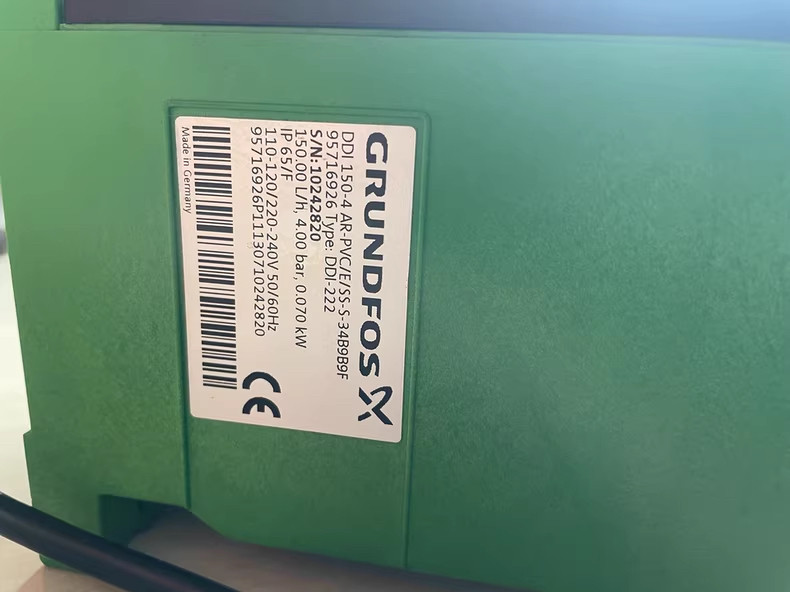 GRUNDFOS
DDI 150-4 AR-PVC/E/SS-S-34B9B9F
95716926 Type: DDI-222
S/N:10242820
150.00 L/h, 4.00 bar, 0.070 kW
IP 65/F
110-120/220-240V 50/60Hz
95716926P11130710242820
CE
Made in Germany